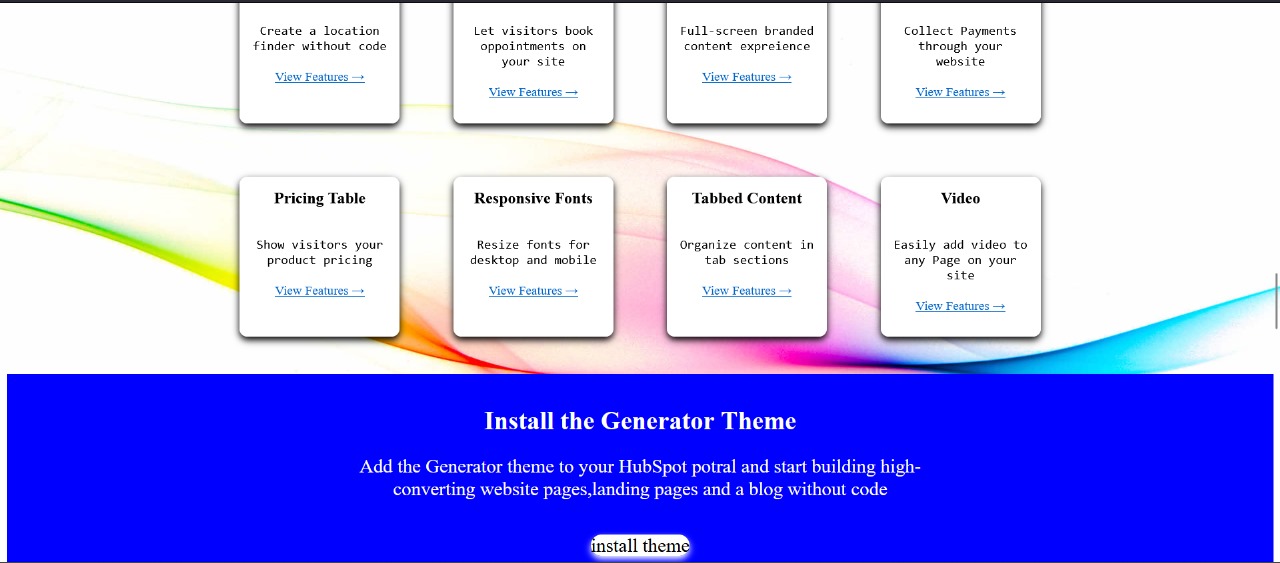 Create a location
finder without code
View Features →
Let visitors book
oppointments on
your site
View Features →
Full-screen branded
content expreience
View Features →
Collect Payments
through your
website
View Features →
Pricing Table
Show visitors your
product pricing
View Features →
Responsive Fonts
Resize fonts for
desktop and mobile
View Features →
Tabbed Content
Organize content in
tab sections
View Features →
Video
Easily add video to
any Page on your
site
View Features →
Install the Generator Theme
Add the Generator theme to your HubSpot potral and start building high-
converting website pages,landing pages and a blog without code
install theme